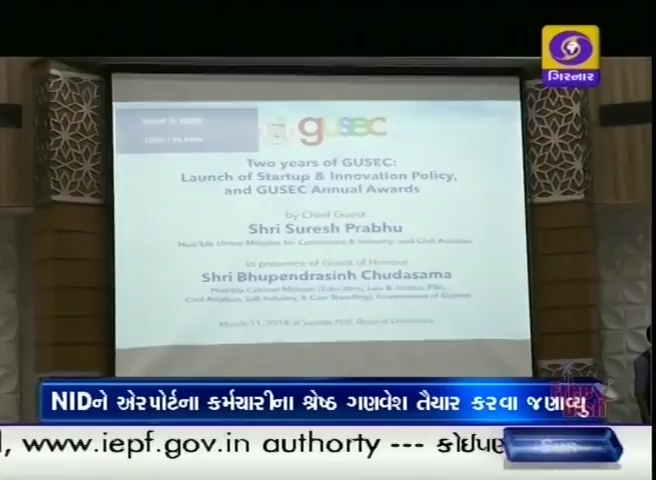 ગિરનાર
gusec
Two years of GUSEC:
Launch of Startup & Innovation Policy,
and GUSEC Annual Awards
by Chief Guest
Shri Suresh Prabhu
Hon'ble Union Minister for Commerce & Industry and Civil Aviation
in presence of Guest of Honour
Shri Bhupendrasinh Chudasama
March 11, 2018 at Senate Hall, Gujarat University
NIDને એરપોર્ટના કર્મચારીના શ્રેષ્ઠ ગણવેશ તૈયાર કરવા જણાવ્યુ
www.iepf.gov.in authorty --- કોઈપણ